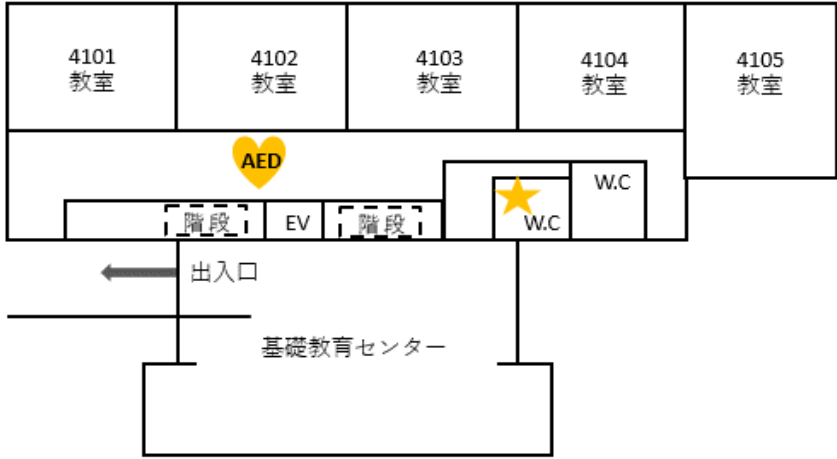 4101
教室
4102
教室
4103
教室
4104
教室
4105
教室
AED
W.C
階段
EV
階段
W.C
出入口
基礎教育センター